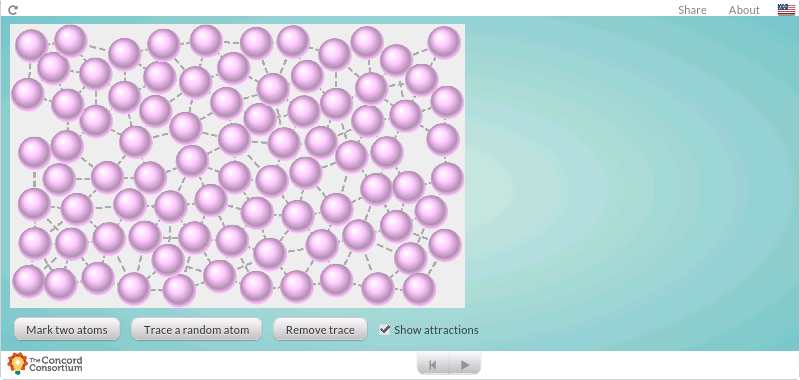 Share About
Mark two atoms Trace a random atom Remove trace Show attractions
The Concord
Consortium